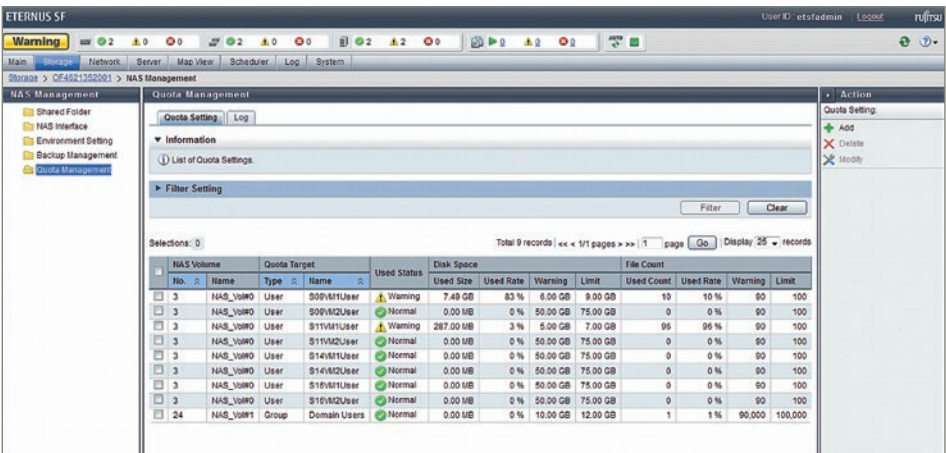 ETERNUS SF
User ID : etsfadmin Logout FUJITSU
Warning 2 0 0 2 0 0 2 2 0 0 0 0 AUTO
Main Storage Network Server Map View Scheduler Log System
Storage > OF4621352001 > NAS Management
NAS Management
Shared Folder
NAS Interface
Environment Setting
Backup Management
Quota Management
Quota Management
Quota Setting Log
Information
List of Quota Settings.
Filter Setting
Filter Clear
Selections: 0 Total 9 records | << < 1/1 pages > >> | 1 page Go | Display 25 records
NAS Volume Quota Target Used Status Disk Space File Count
No. Name Type Name Used Size Used Rate Warning Limit Used Count Used Rate Warning Limit
3 NAS_Vol#0 User S09VM1User Warning 7.49 GB 83 % 6.00 GB 9.00 GB 10 10 % 90 100
3 NAS_Vol#0 User S09VM2User Normal 0.00 MB 0 % 50.00 GB 75.00 GB 0 0 % 90 100
3 NAS_Vol#0 User S11VM1User Warning 287.00 MB 3 % 5.00 GB 7.00 GB 96 96 % 90 100
3 NAS_Vol#0 User S11VM2User Normal 0.00 MB 0 % 50.00 GB 75.00 GB 0 0 % 90 100
3 NAS_Vol#0 User S14VM1User Normal 0.00 MB 0 % 50.00 GB 75.00 GB 0 0 % 90 100
3 NAS_Vol#0 User S14VM2User Normal 0.00 MB 0 % 50.00 GB 75.00 GB 0 0 % 90 100
3 NAS_Vol#0 User S16VM1User Normal 0.00 MB 0 % 50.00 GB 75.00 GB 0 0 % 90 100
3 NAS_Vol#0 User S16VM2User Normal 0.00 MB 0 % 50.00 GB 75.00 GB 0 0 % 90 100
24 NAS_Vol#1 Group Domain Users Normal 0.00 MB 0 % 10.00 GB 12.00 GB 1 1 % 90,000 100,000
Action
Quota Setting:
Add
Delete
Modify